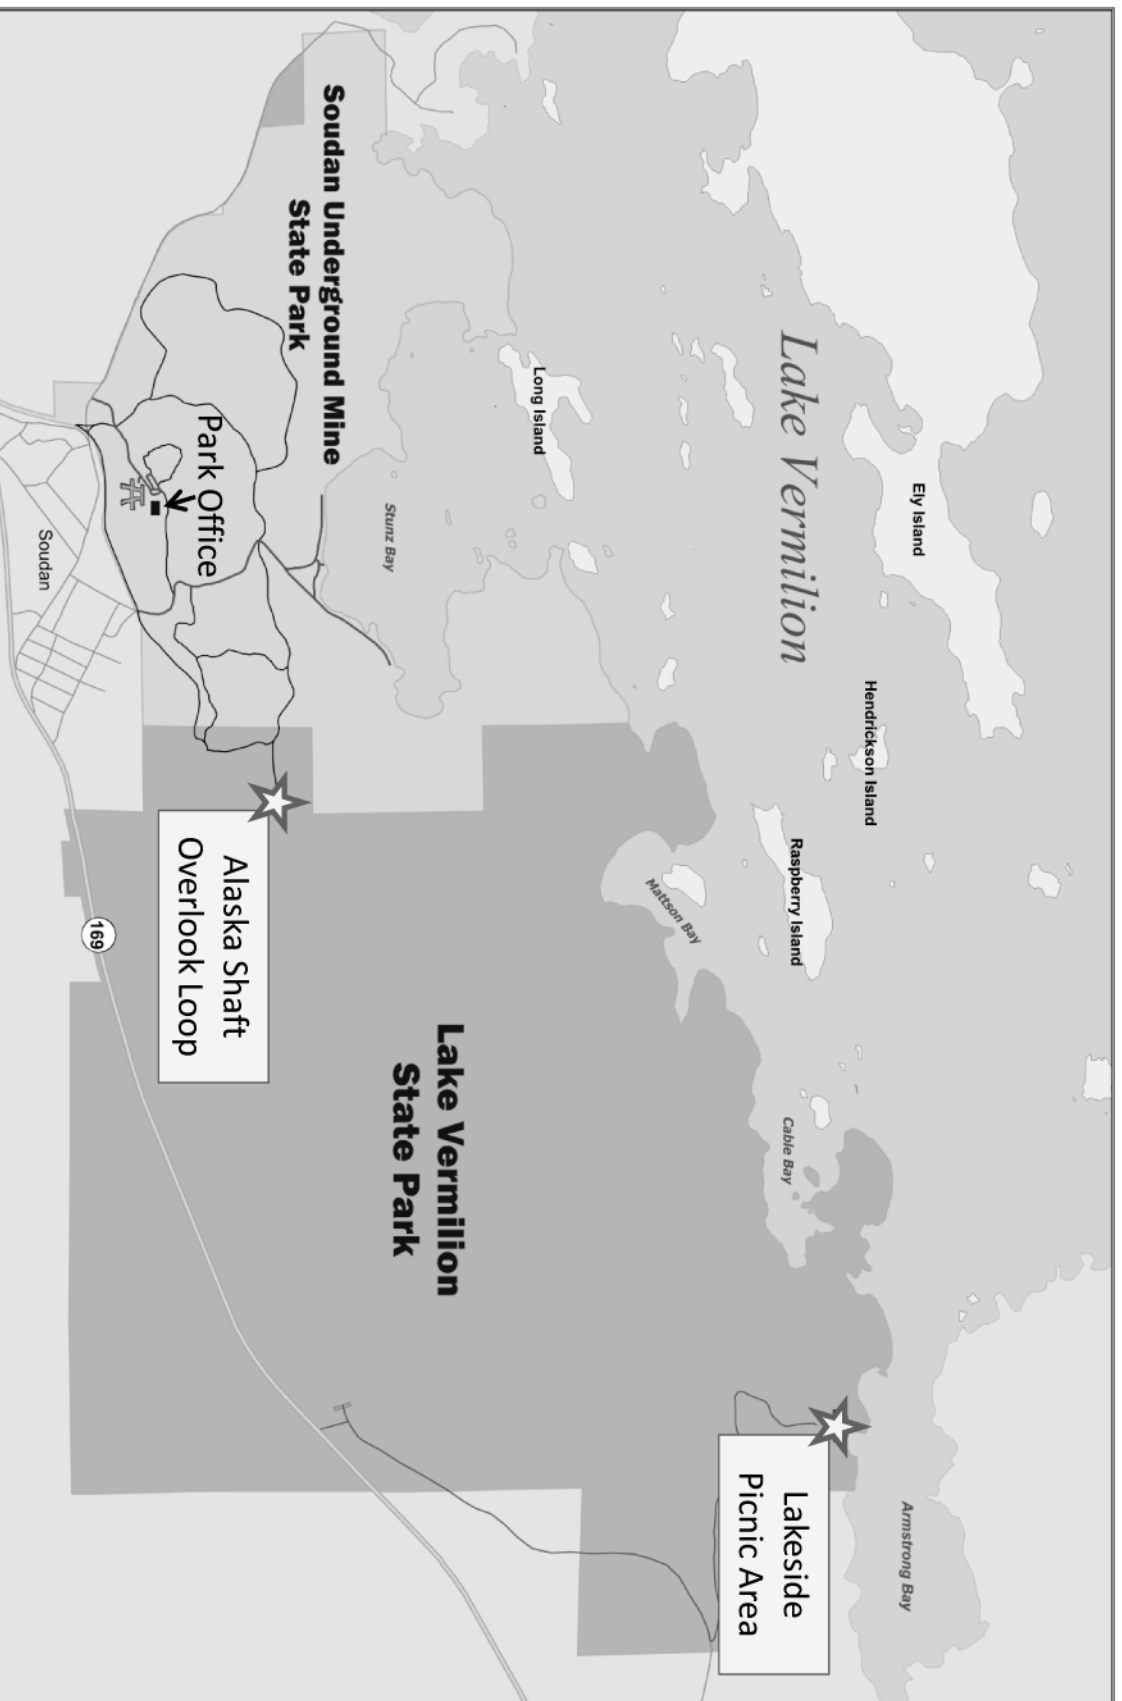 Lake Vermilion
Ely Island
Long Island
Hendrickson Island
Raspberry Island
Stunz Bay
Mattson Bay
Cable Bay
Armstrong Bay
Soudan Underground Mine
State Park
Park Office
Soudan
Lake Vermilion
State Park
Alaska Shaft
Overlook Loop
169
Lakeside
Picnic Area